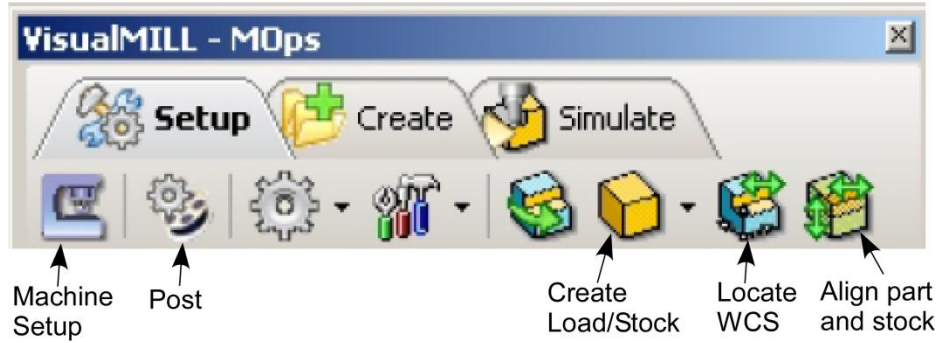 VisualMILL - MOps
Setup Create Simulate
Machine Setup
Post
Create Load/Stock
Locate WCS
Align part and stock